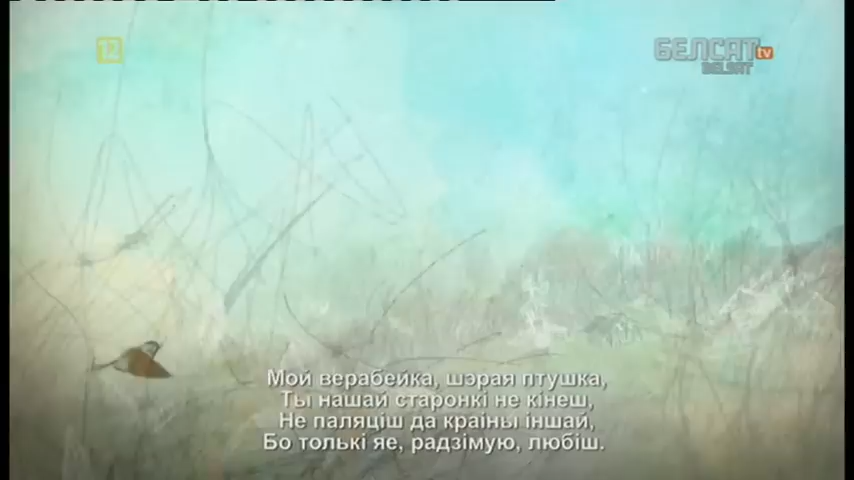 12
БЕЛСАТ tv
BELSAT
Мой верабейка, шэрая птушка,
Ты нашай старонкі не кінеш,
Не паляціш да краіны іншай,
Бо толькі яе, радзімую, любіш.